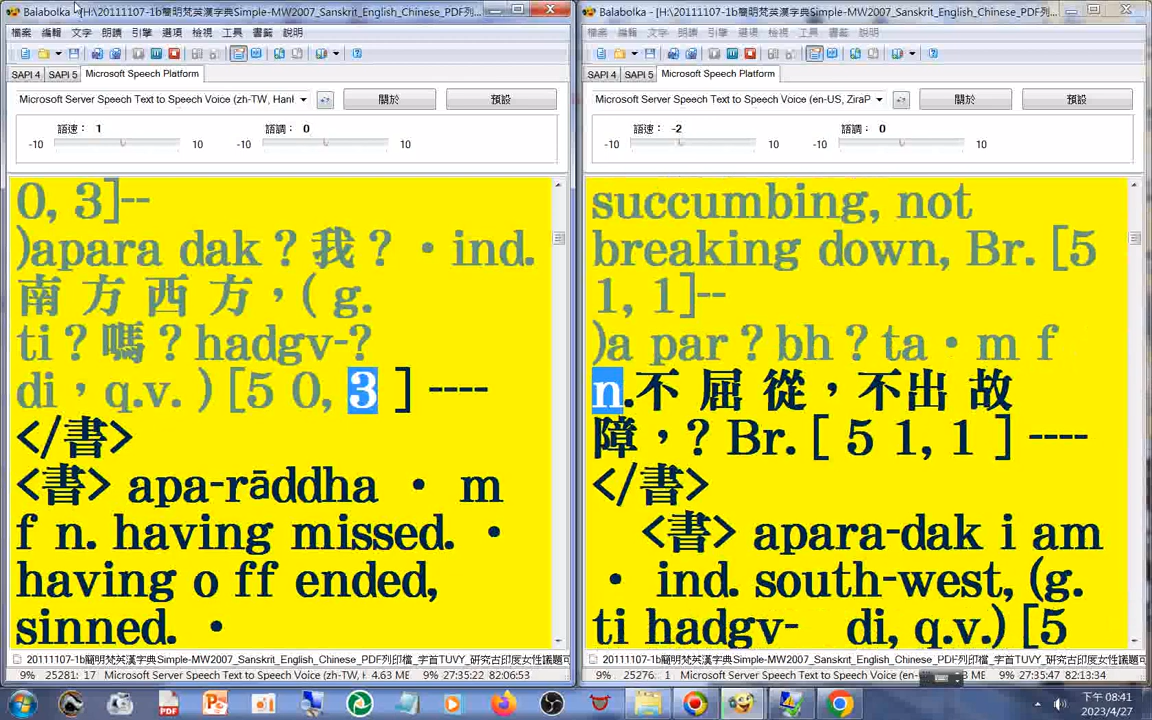 Balabolka - [H:\20111107-1b簡明梵英漢字典Simple-MW2007_Sanskrit_English_Chinese_PDF列...
檔案 編輯 文字 朗讀 引擎 選項 檢視 工具 書籤 說明
SAPI 4 SAPI 5 Microsoft Speech Platform
Microsoft Server Speech Text to Speech Voice (zh-TW, Hanl 關於 預設
語速: 1 語調: 0
-10 10 -10 10
0, 3]--
)apara dak ? 我 ? • ind.
南 方 西 方，( g.
ti ? 嗎 ? hadgv-?
di，q.v. ) [5 0, 3 ] ----
</書>
<書> apa-rāddha • m
f n. having missed. •
having o ff ended,
sinned. •
20111107-1b簡明梵英漢字典Simple-MW2007_Sanskrit_English_Chinese_PDF列印檔_字首TUVY_研究古印度女性議題可
9% 25281: 17 Microsoft Server Speech Text to Speech Voice (zh-TW, H 4.63 ME 9% 27:35:22 82:06:53
Balabolka - [H:\20111107-1b簡明梵英漢字典Simple-MW2007_Sanskrit_English_Chinese_PDF列印...
檔案 編輯 文字 朗讀 引擎 選項 檢視 工具 書籤 說明
SAPI 4 SAPI 5 Microsoft Speech Platform
Microsoft Server Speech Text to Speech Voice (en-US, ZiraP 關於 預設
語速: -2 語調: 0
-10 10 -10 10
succumbing, not
breaking down, Br. [5
1, 1]--
)a par ? bh ? ta • m f
n.不 屈 從，不出 故
障，? Br. [ 5 1, 1 ] ----
</書>
<書> apara-dak i am
• ind. south-west, (g.
ti hadgv- di, q.v.) [5
20111107-1b簡明梵英漢字典Simple-MW2007_Sanskrit_English_Chinese_PDF列印檔_字首TUVY_研究古印度女性議題可
9% 25276: 1 Microsoft Server Speech Text to Speech Voice (en-US, ZiraP 4.63 ME 9% 27:35:47 82:13:34
下午 08:41
2023/4/27